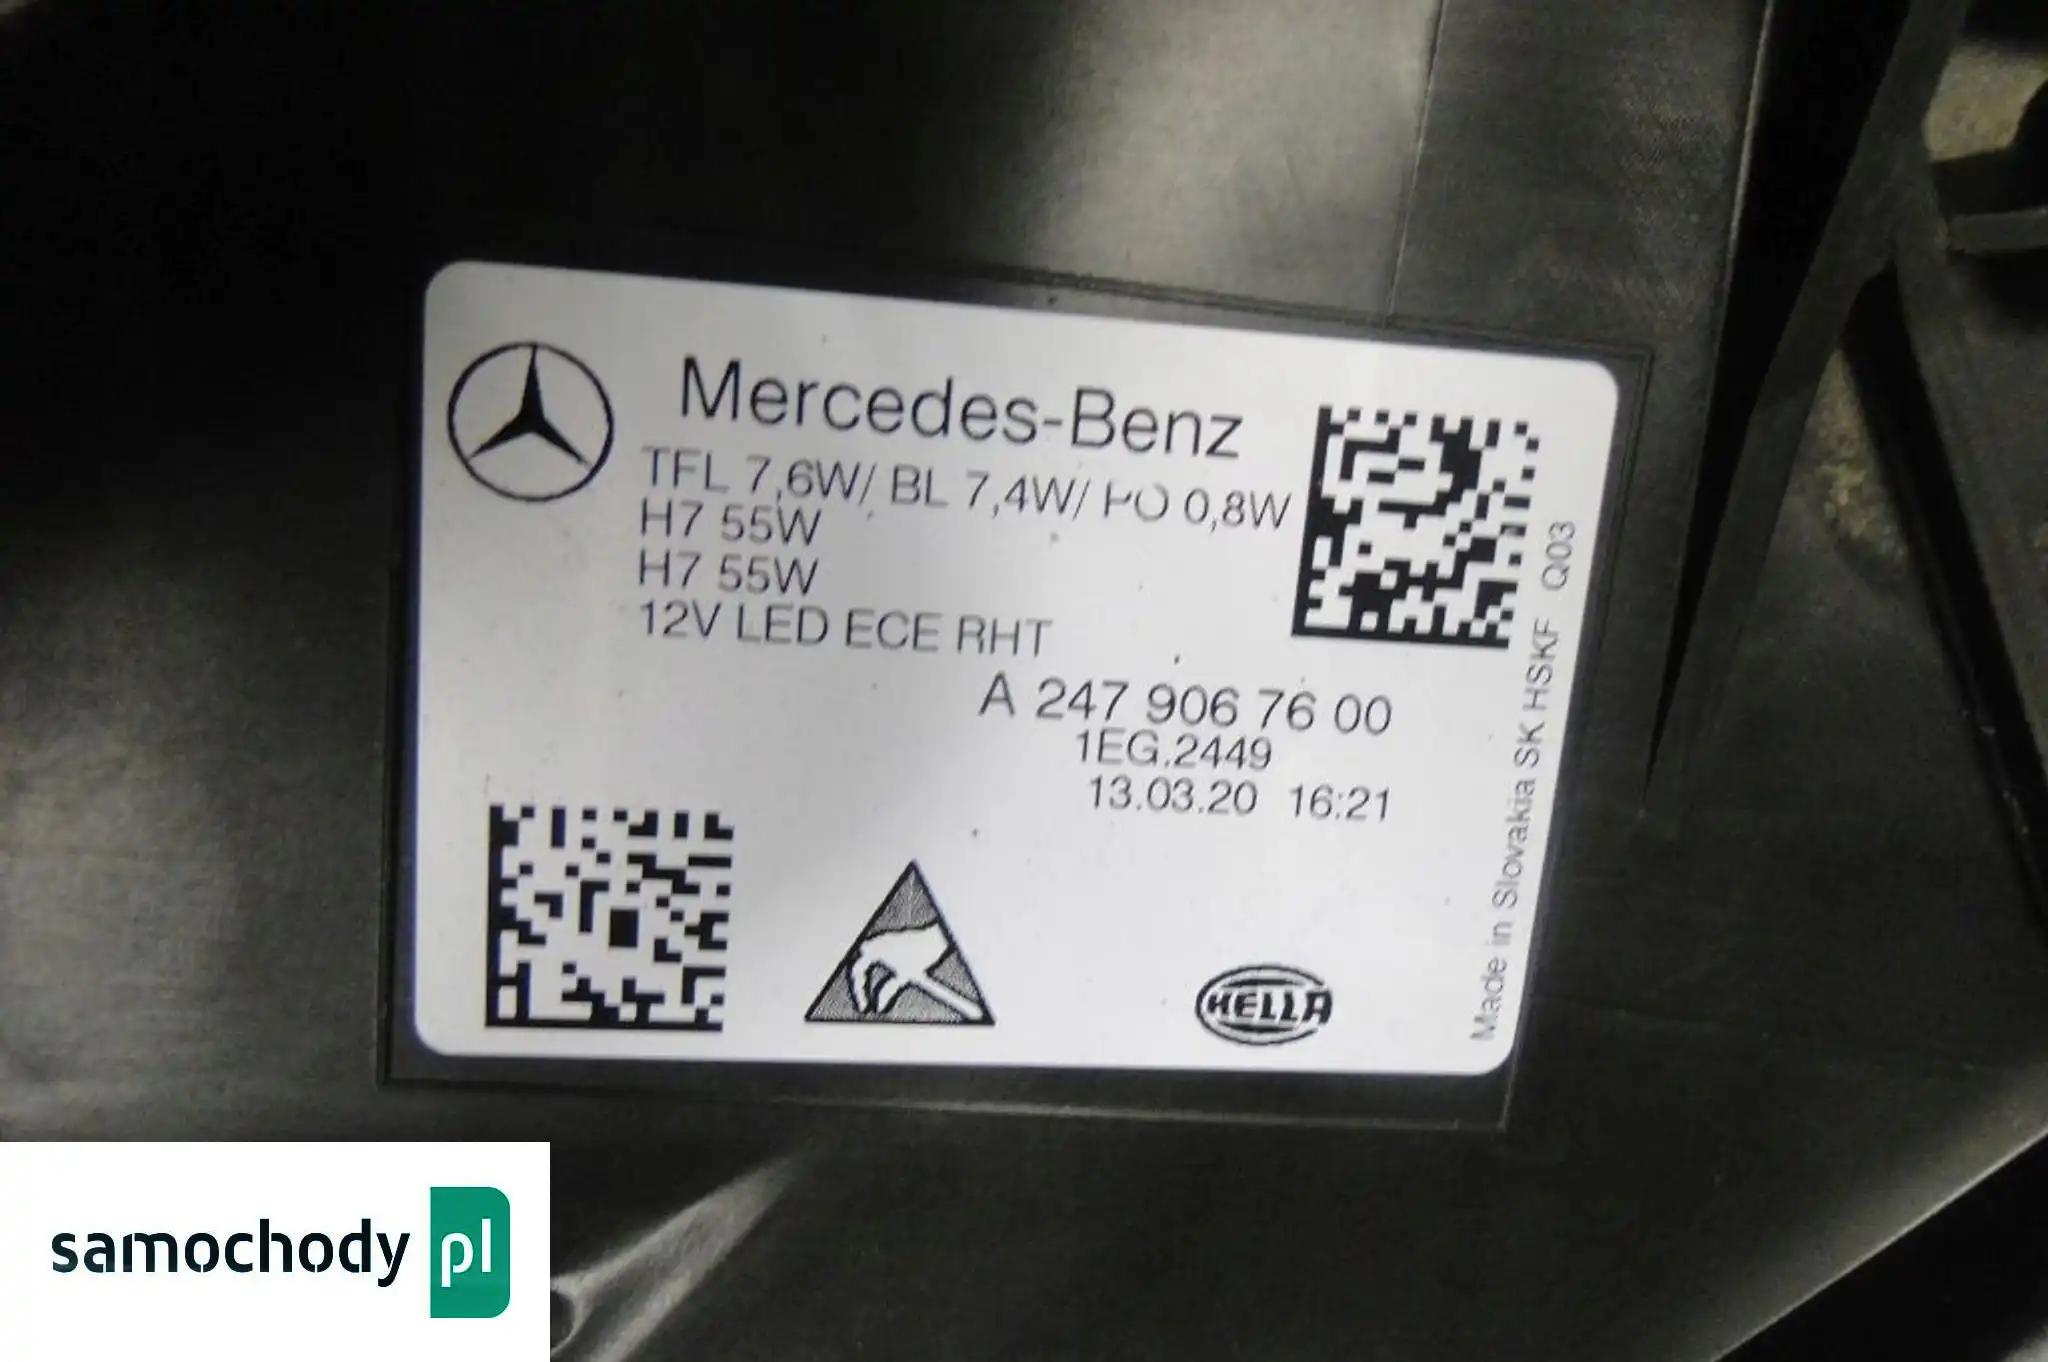 Mercedes-Benz
TFL 7,6W/ BL 7,4W/ PO 0,8W
H7 55W
H7 55W
12V LED ECE RHT
A 247 906 76 00
1EG.2449
13.03.20 16:21
HELLA
Made in Slovakia SK HSKF Q03
samochody pl